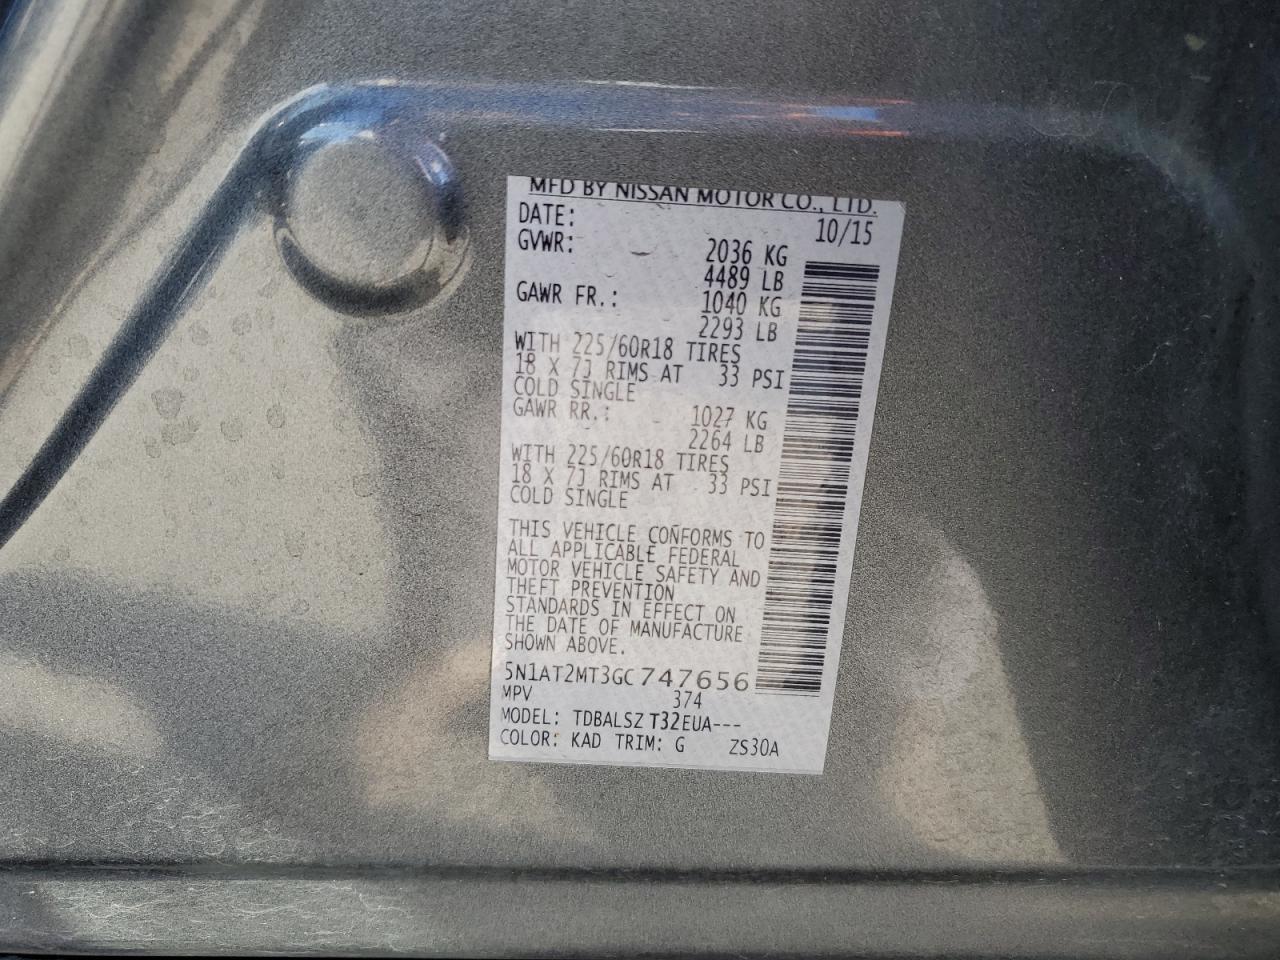 MFD BY NISSAN MOTOR CO., LTD.
DATE: 10/15
GVWR: 2036 KG
4489 LB
GAWR FR.: 1040 KG
2293 LB
WITH 225/60R18 TIRES
18 X 7J RIMS AT 33 PSI
COLD SINGLE
GAWR RR.: 1027 KG
2264 LB
WITH 225/60R18 TIRES
18 X 7J RIMS AT 33 PSI
COLD SINGLE
THIS VEHICLE CONFORMS TO
ALL APPLICABLE FEDERAL
MOTOR VEHICLE SAFETY AND
THEFT PREVENTION
STANDARDS IN EFFECT ON
THE DATE OF MANUFACTURE
SHOWN ABOVE.
5N1AT2MT3GC747656
MPV 374
MODEL: TDBALSZ T32EUA---
COLOR: KAD TRIM: G ZS30A